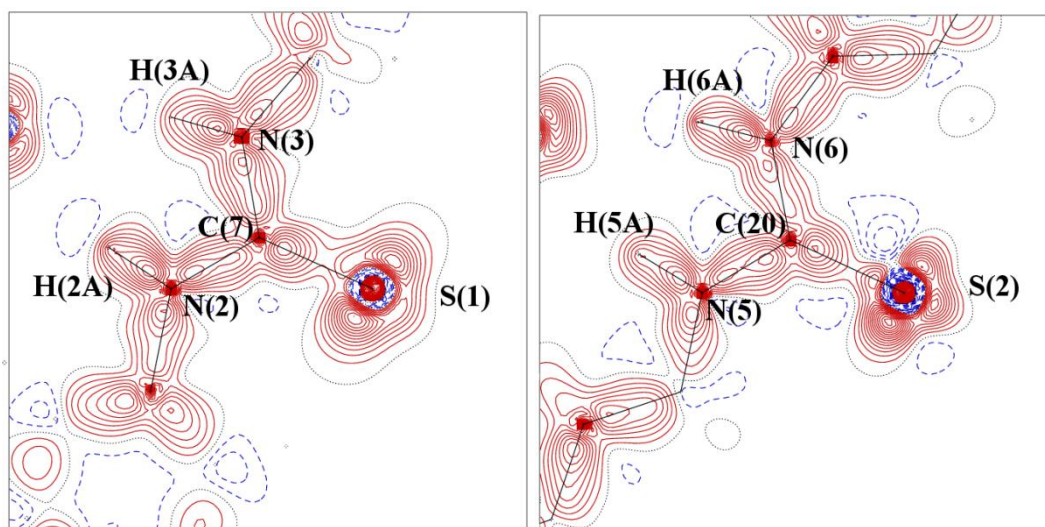 H(3A)
N(3)
C(7)
H(2A)
N(2)
S(1)
H(6A)
N(6)
C(20)
H(5A)
N(5)
S(2)